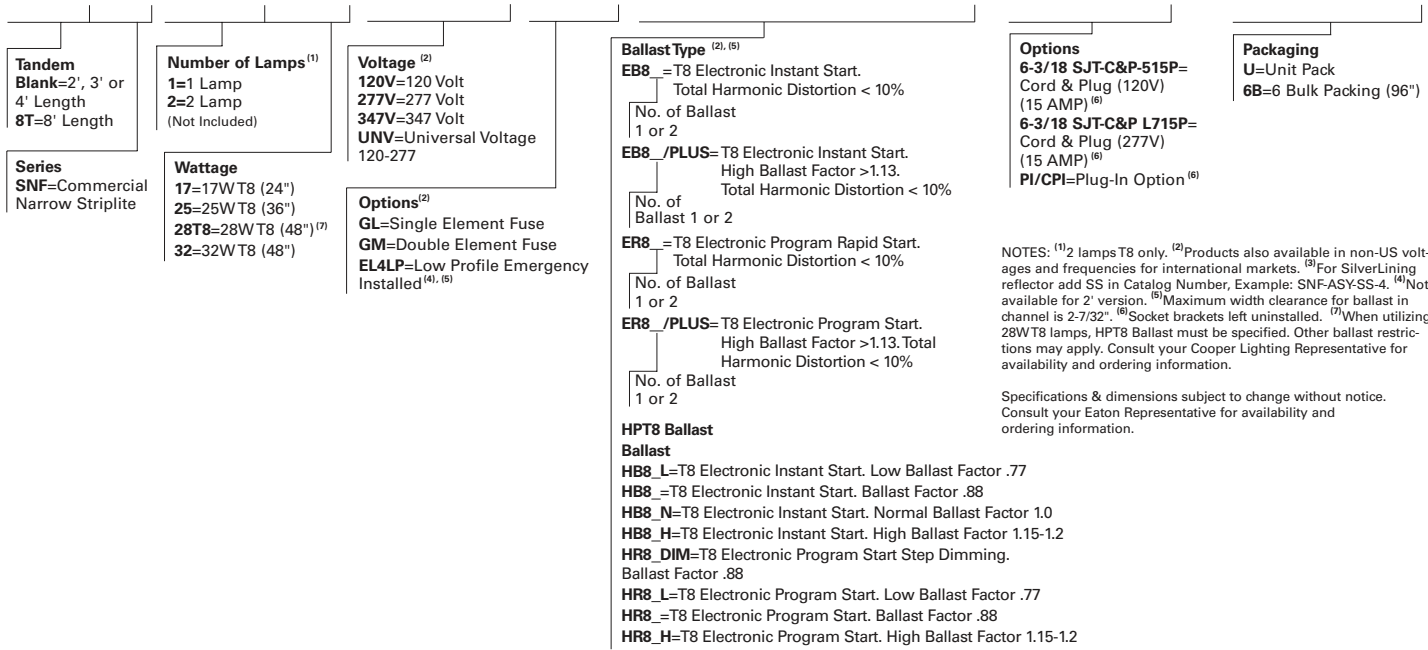 Tandem
Blank=2', 3' or
4' Length
8T=8' Length
Series
SNF=Commercial
Narrow Striplite
Number of Lamps (1)
1=1 Lamp
2=2 Lamp
(Not Included)
Wattage
17=17W T8 (24")
25=25W T8 (36")
28T8=28W T8 (48") (7)
32=32W T8 (48")
Voltage (2)
120V=120 Volt
277V=277 Volt
347V=347 Volt
UNV=Universal Voltage
120-277
Options(2)
GL=Single Element Fuse
GM=Double Element Fuse
EL4LP=Low Profile Emergency
Installed (4), (5)
Ballast Type (2), (5)
EB8_=T8 Electronic Instant Start.
Total Harmonic Distortion < 10%
No. of Ballast
1 or 2
EB8_/PLUS=T8 Electronic Instant Start.
High Ballast Factor >1.13.
Total Harmonic Distortion < 10%
No. of
Ballast 1 or 2
ER8_=T8 Electronic Program Rapid Start.
Total Harmonic Distortion < 10%
No. of Ballast
1 or 2
ER8_/PLUS=T8 Electronic Program Start.
High Ballast Factor >1.13. Total
Harmonic Distortion < 10%
No. of Ballast
1 or 2
HPT8 Ballast
Ballast
HB8_L=T8 Electronic Instant Start. Low Ballast Factor .77
HB8_=T8 Electronic Instant Start. Ballast Factor .88
HB8_N=T8 Electronic Instant Start. Normal Ballast Factor 1.0
HB8_H=T8 Electronic Instant Start. High Ballast Factor 1.15-1.2
HR8_DIM=T8 Electronic Program Start Step Dimming.
Ballast Factor .88
HR8_L=T8 Electronic Program Start. Low Ballast Factor .77
HR8_=T8 Electronic Program Start. Ballast Factor .88
HR8_H=T8 Electronic Program Start. High Ballast Factor 1.15-1.2
Options
6-3/18 SJT-C&P-515P=
Cord & Plug (120V)
(15 AMP) (6)
6-3/18 SJT-C&P L715P=
Cord & Plug (277V)
(15 AMP) (6)
PI/CPI=Plug-In Option (6)
Packaging
U=Unit Pack
6B=6 Bulk Packing (96")
NOTES: (1)2 lamps T8 only. (2)Products also available in non-US volt-
ages and frequencies for international markets. (3)For SilverLining
reflector add SS in Catalog Number, Example: SNF-ASY-SS-4. (4)Not
available for 2' version. (5)Maximum width clearance for ballast in
channel is 2-7/32". (6)Socket brackets left uninstalled. (7)When utilizing
28WT8 lamps, HPT8 Ballast must be specified. Other ballast restric-
tions may apply. Consult your Cooper Lighting Representative for
availability and ordering information.
Specifications & dimensions subject to change without notice.
Consult your Eaton Representative for availability and
ordering information.